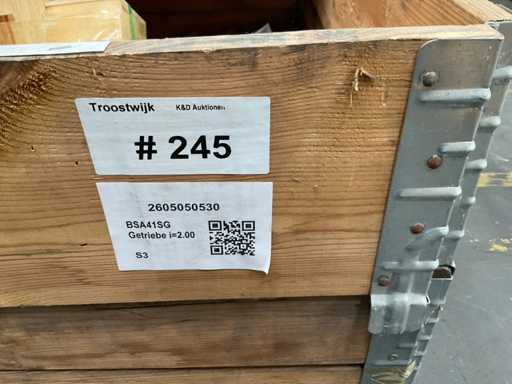 Troostwijk K&D Auktionen
# 245
2605050530
BSA41SG
Getriebe i=2.00
S3